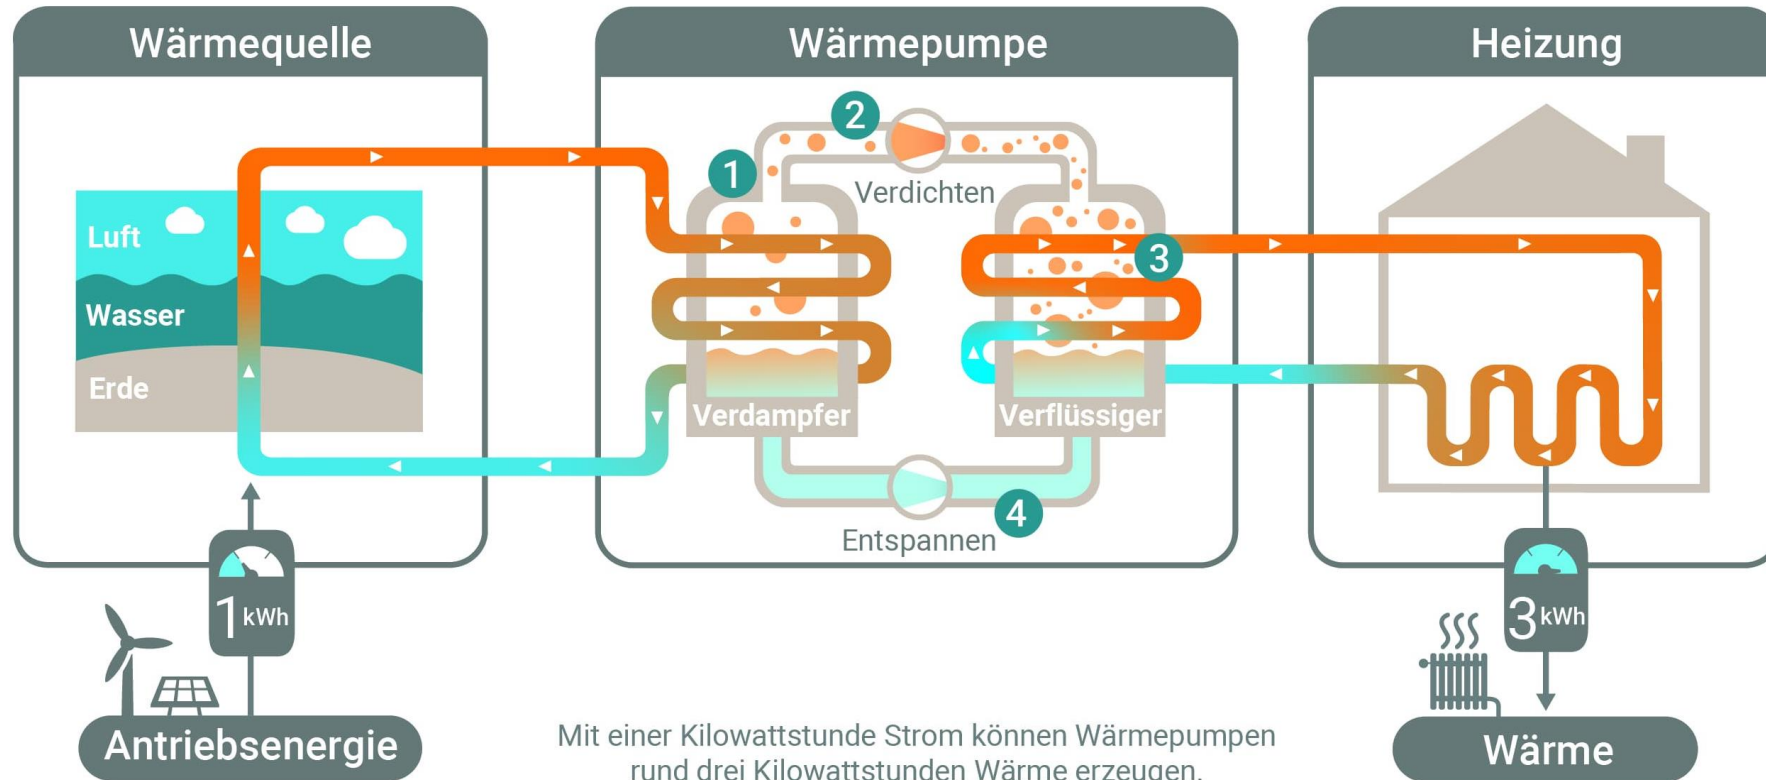 Wärmequelle
Wärmepumpe
Heizung
Luft
Wasser
Erde
1
2
Verdichten
3
Verdampfer
Verflüssiger
4
Entspannen
1 kWh
3 kWh
Antriebsenergie
Mit einer Kilowattstunde Strom können Wärmepumpen
rund drei Kilowattstunden Wärme erzeugen.
Wärme